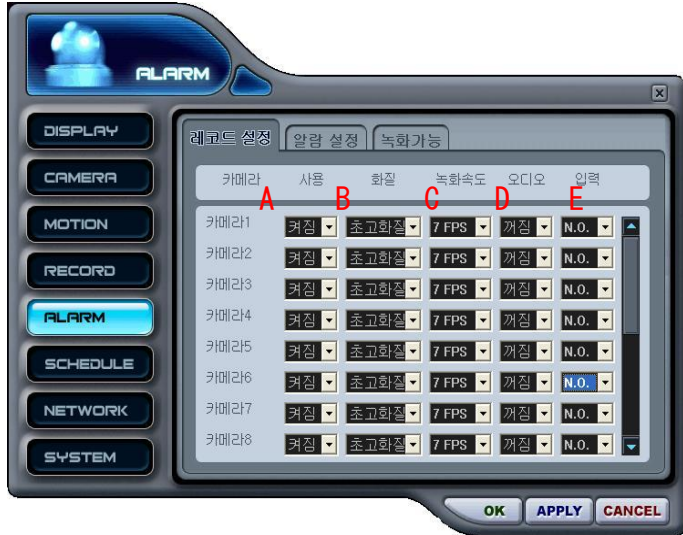 ALARM
DISPLAY
CAMERA
MOTION
RECORD
ALARM
SCHEDULE
NETWORK
SYSTEM
레코드 설정 알람 설정 녹화가능
카메라 사용 화질 녹화속도 오디오 입력
A B C D E
카메라1 켜짐 초고화질 7 FPS 꺼짐 N.O.
카메라2 켜짐 초고화질 7 FPS 꺼짐 N.O.
카메라3 켜짐 초고화질 7 FPS 꺼짐 N.O.
카메라4 켜짐 초고화질 7 FPS 꺼짐 N.O.
카메라5 켜짐 초고화질 7 FPS 꺼짐 N.O.
카메라6 켜짐 초고화질 7 FPS 꺼짐 N.O.
카메라7 켜짐 초고화질 7 FPS 꺼짐 N.O.
카메라8 켜짐 초고화질 7 FPS 꺼짐 N.O.
OK APPLY CANCEL